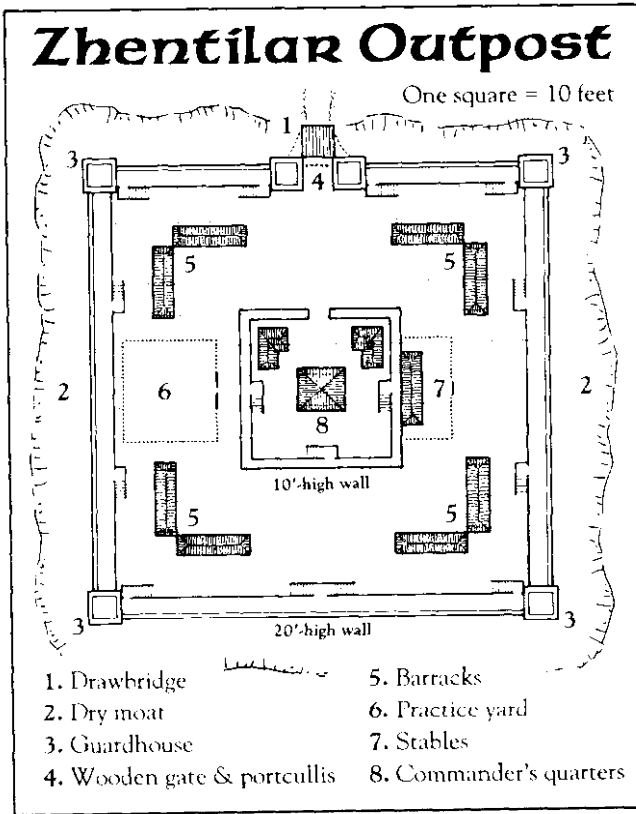 Zhentilar Outpost
One square = 10 feet
1
3
3
4
5
5
2
6
7
2
8
10'-high wall
5
5
3
3
20'-high wall
1. Drawbridge
2. Dry moat
3. Guardhouse
4. Wooden gate & portcullis
5. Barracks
6. Practice yard
7. Stables
8. Commander's quarters